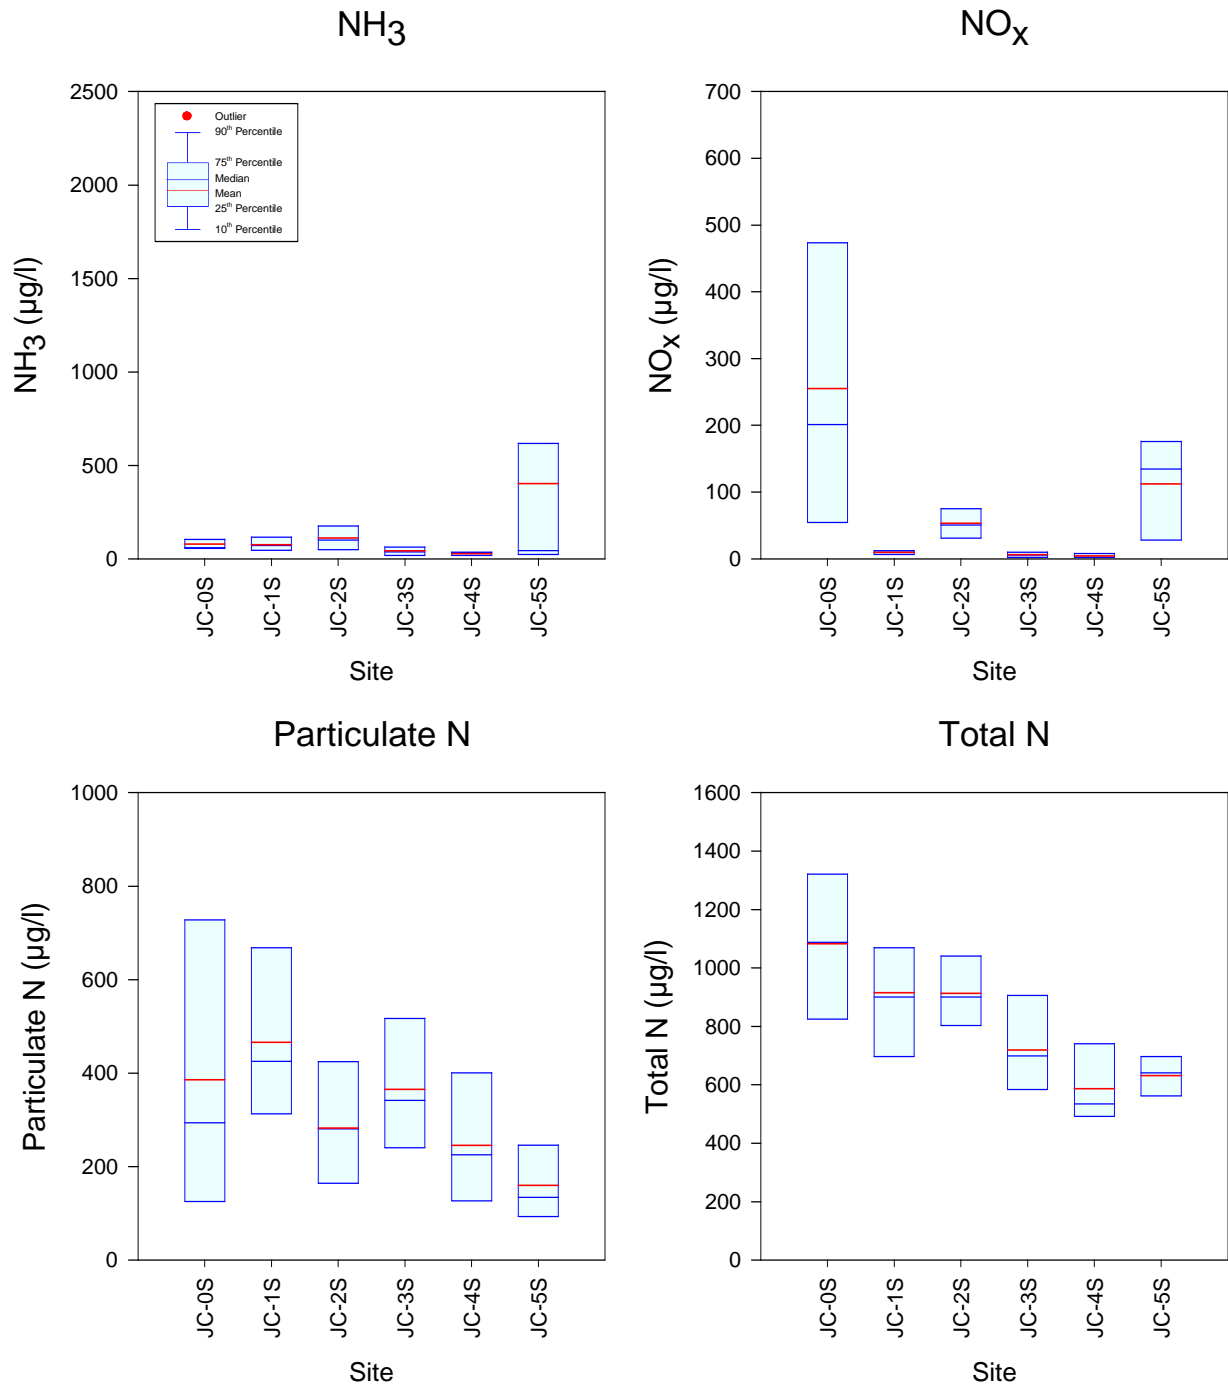 NH3
NOx
2500
2000
1500
1000
500
0
NH3 (µg/l)
Outlier
90th Percentile
75th Percentile
Median
Mean
25th Percentile
10th Percentile
JC-0S
JC-1S
JC-2S
JC-3S
JC-4S
JC-5S
Site
700
600
500
400
300
200
100
0
NOx (µg/l)
JC-0S
JC-1S
JC-2S
JC-3S
JC-4S
JC-5S
Site
Particulate N
Total N
1000
800
600
400
200
0
Particulate N (µg/l)
JC-0S
JC-1S
JC-2S
JC-3S
JC-4S
JC-5S
Site
1600
1400
1200
1000
800
600
400
200
0
Total N (µg/l)
JC-0S
JC-1S
JC-2S
JC-3S
JC-4S
JC-5S
Site